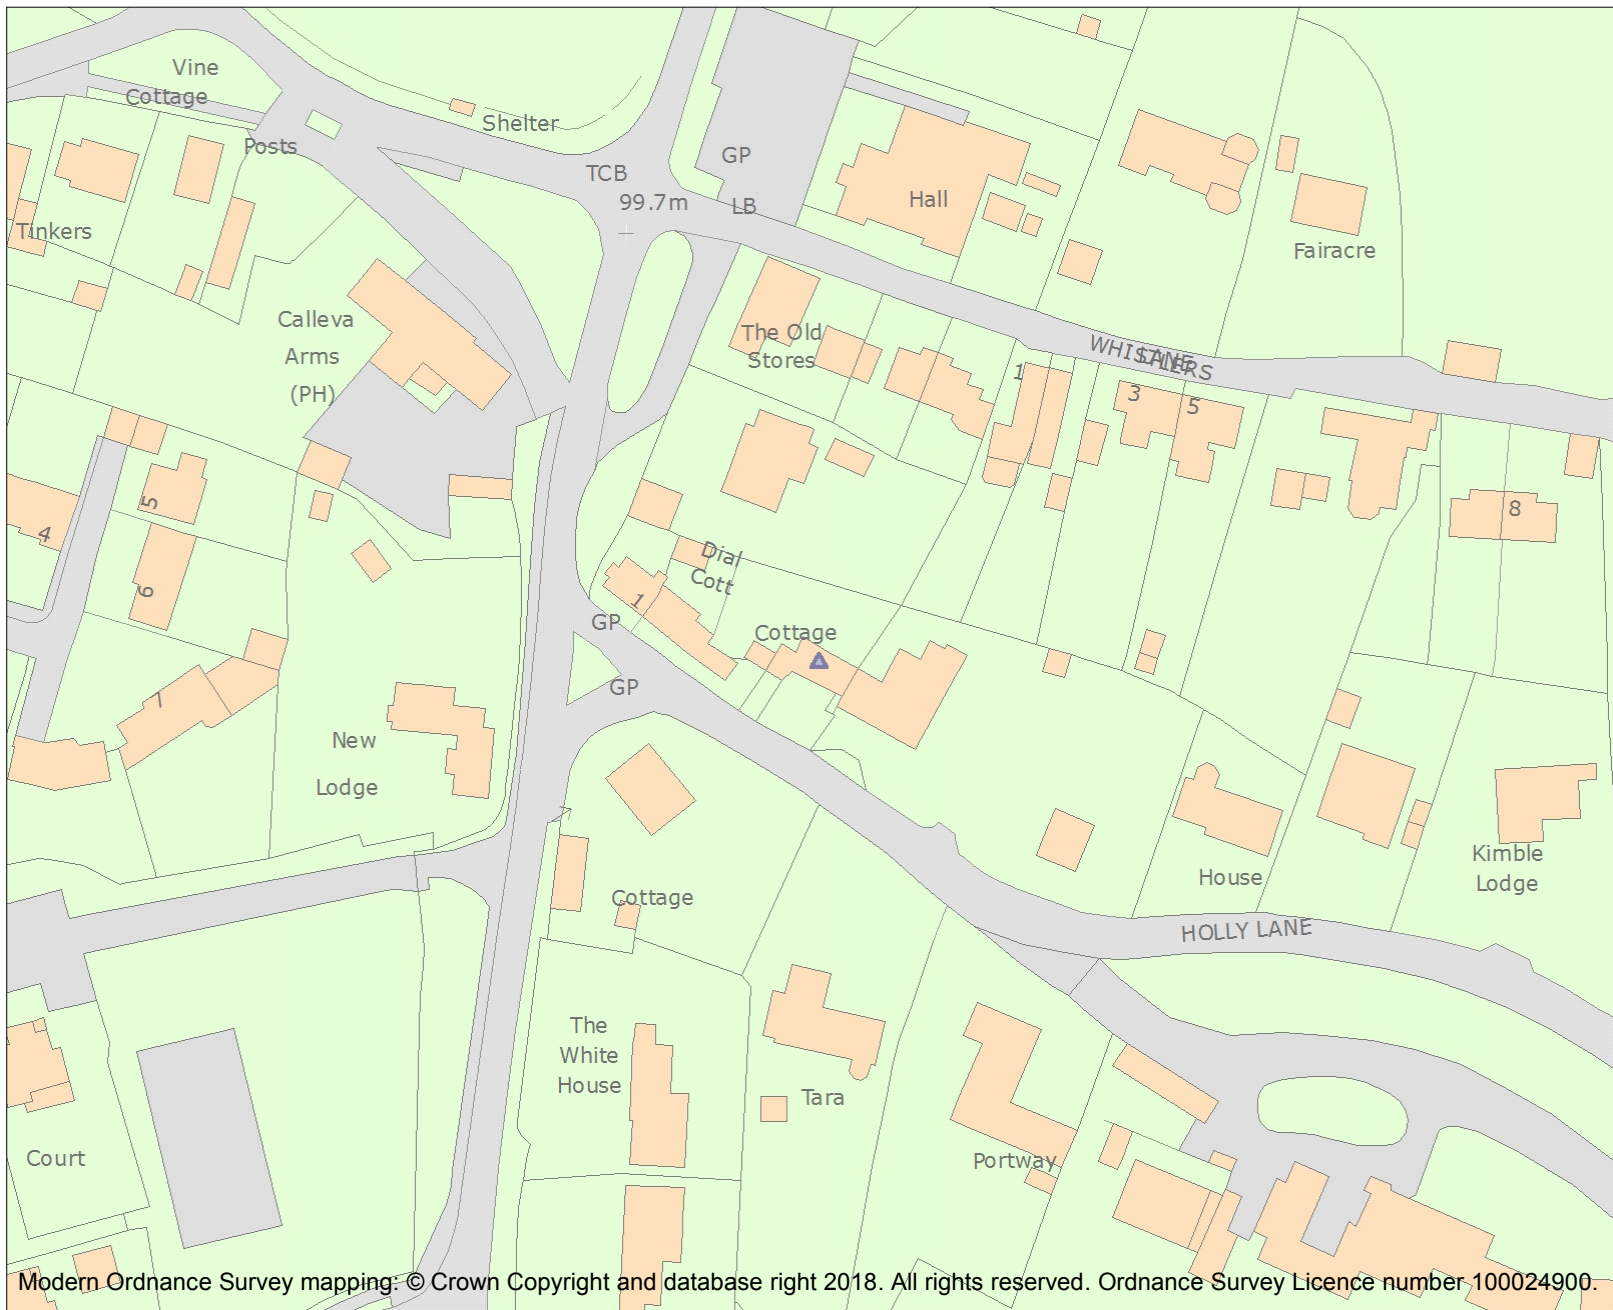 Vine
Cottage
Shelter
Posts
GP
TCB
99.7m
LB
Hall
Tinkers
Fairacre
Calleva
Arms
(PH)
The Old
Stores
WHISTLERS
LANE
1
3
5
8
5
4
6
Dial
Cott
1
GP
Cottage
GP
7
New
Lodge
Kimble
Lodge
House
Cottage
HOLLY LANE
The
White
House
Tara
Court
Portway
Modern Ordnance Survey mapping: © Crown Copyright and database right 2018. All rights reserved. Ordnance Survey Licence number 100024900.